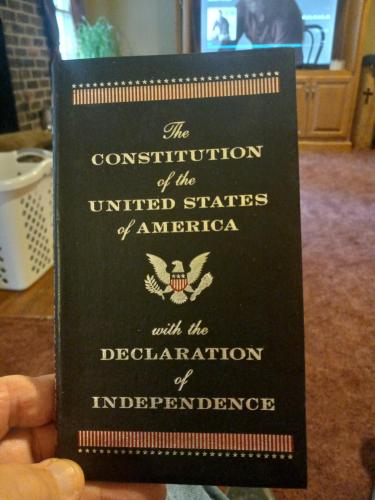 The
CONSTITUTION
of the
UNITED STATES
of AMERICA
with the
DECLARATION
of
INDEPENDENCE